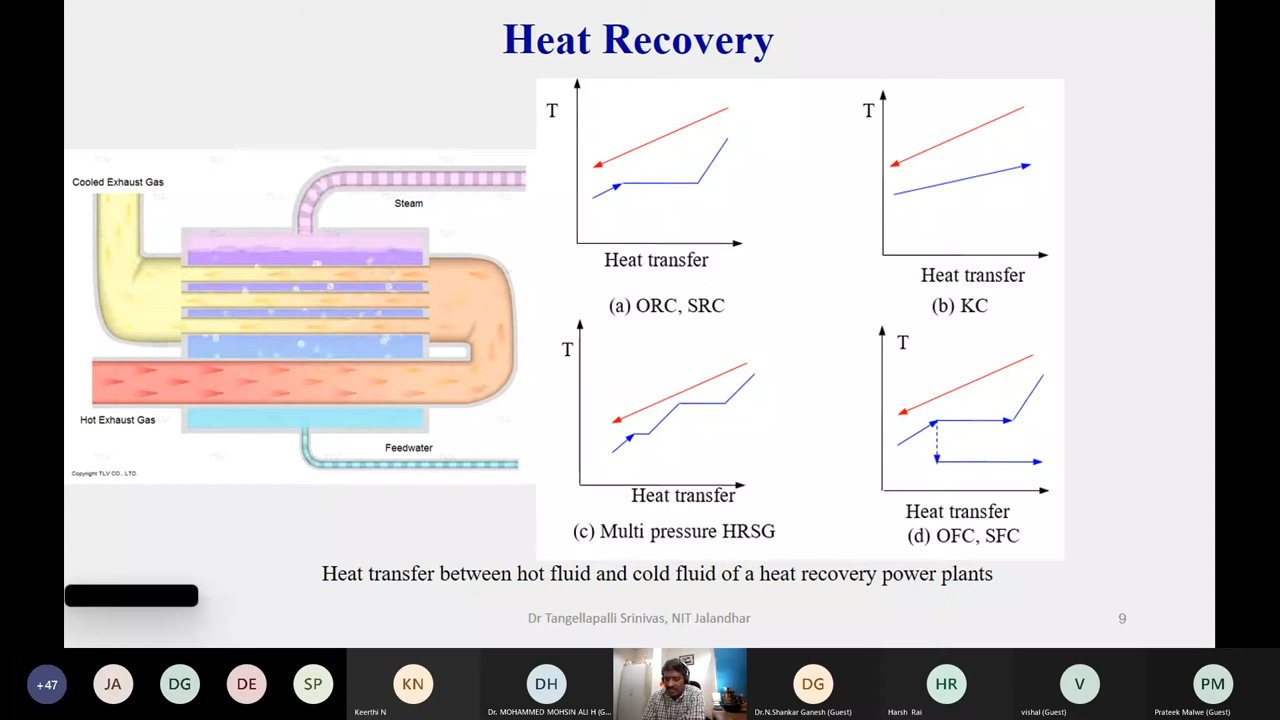 Heat Recovery
Cooled Exhaust Gas
Steam
Hot Exhaust Gas
Feedwater
Copyright TLV CO., LTD.
T
Heat transfer
(a) ORC, SRC
T
Heat transfer
(b) KC
T
Heat transfer
(c) Multi pressure HRSG
T
Heat transfer
(d) OFC, SFC
Heat transfer between hot fluid and cold fluid of a heat recovery power plants
Dr Tangellapalli Srinivas, NIT Jalandhar
9
+47
JA
DG
DE
SP
KN
Keerthi N
DH
Dr. MOHAMMED MOHSIN ALI H (G...
DG
Dr.N.Shankar Ganesh (Guest)
HR
Harsh Rai
V
vishal (Guest)
PM
Prateek Malwe (Guest)